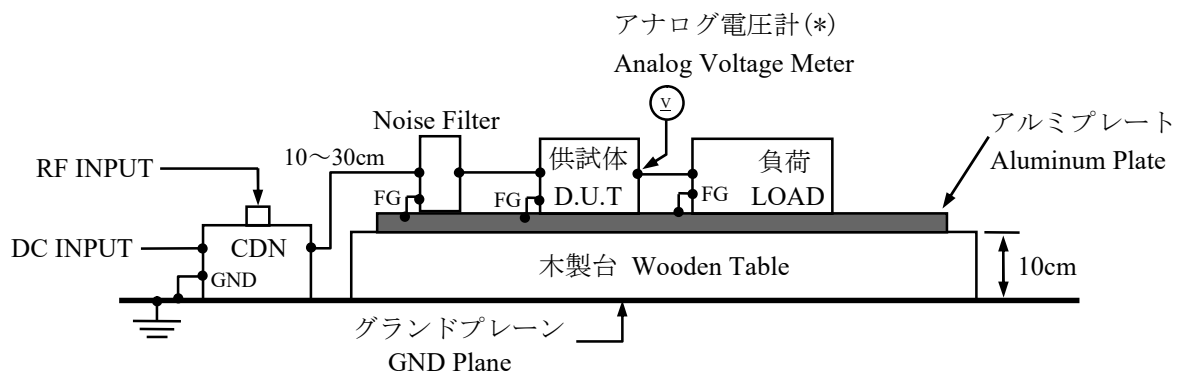 アナログ電圧計(*)
Analog Voltage Meter
V
Noise Filter
アルミプレート
Aluminum Plate
RF INPUT
10～30cm
供試体
D.U.T
負荷
LOAD
FG
FG
FG
DC INPUT
CDN
GND
木製台 Wooden Table
10cm
グランドプレーン
GND Plane